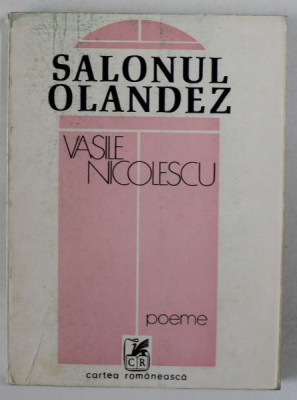 SALONUL
OLANDEZ
VASILE
NICOLESCU
poeme
CR
cartea românească